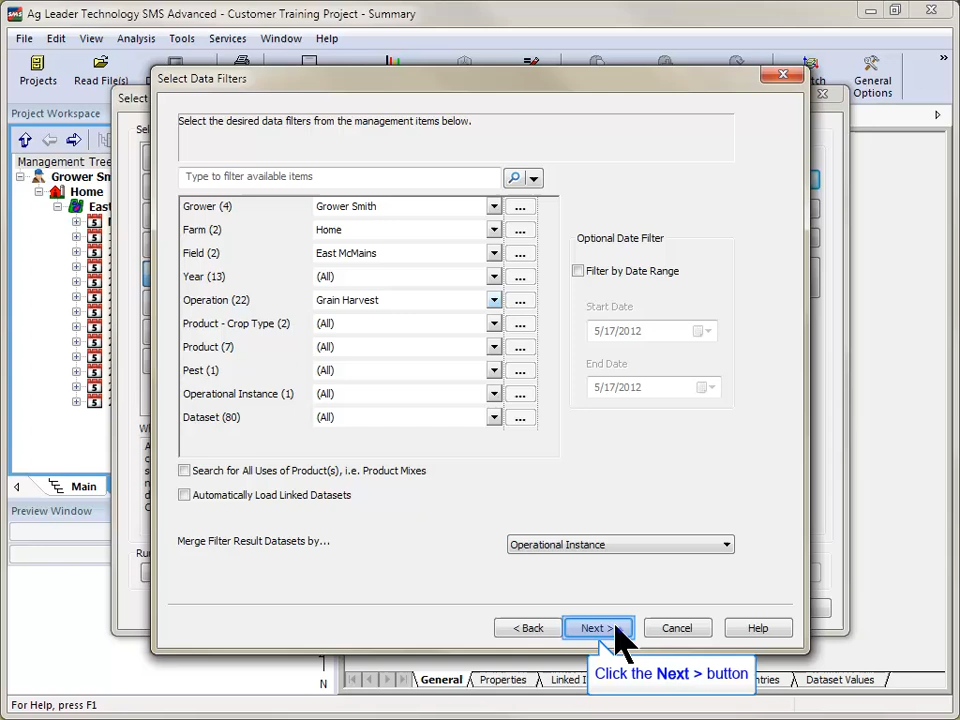 SMS Ag Leader Technology SMS Advanced - Customer Training Project - Summary
File Edit View Analysis Tools Services Window Help
Projects Read File(s) General Options »
Select Data Filters
Select
Project Workspace
Select the desired data filters from the management items below.
Management Tree
Type to filter available items
Grower Sm
Home
East
Grower (4) Grower Smith ...
Farm (2) Home ...
Field (2) East McMains ...
Year (13) (All) ...
Operation (22) Grain Harvest ...
Product - Crop Type (2) (All) ...
Product (7) (All) ...
Pest (1) (All) ...
Operational Instance (1) (All) ...
Dataset (80) (All) ...
Optional Date Filter
Filter by Date Range
Start Date
5/17/2012
End Date
5/17/2012
Search for All Uses of Product(s), i.e. Product Mixes
Automatically Load Linked Datasets
Merge Filter Result Datasets by... Operational Instance
Main
Preview Window
< Back Next > Cancel Help
Click the Next > button
N
General Properties Linked I ntries Dataset Values
For Help, press F1